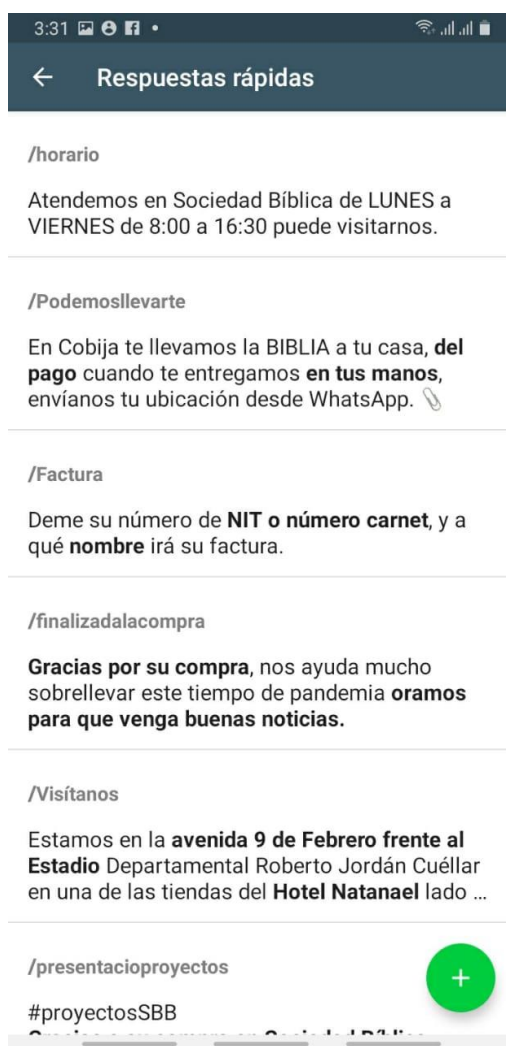 3:31
Respuestas rápidas
/horario
Atendemos en Sociedad Bíblica de LUNES a
VIERNES de 8:00 a 16:30 puede visitarnos.
/Podemosllevarte
En Cobija te llevamos la BIBLIA a tu casa, del
pago cuando te entregamos en tus manos,
envíanos tu ubicación desde WhatsApp.
/Factura
Deme su número de NIT o número carnet, y a
qué nombre irá su factura.
/finalizadalacompra
Gracias por su compra, nos ayuda mucho
sobrellevar este tiempo de pandemia oramos
para que venga buenas noticias.
/Visítanos
Estamos en la avenida 9 de Febrero frente al
Estadio Departamental Roberto Jordán Cuéllar
en una de las tiendas del Hotel Natanael lado ...
/presentacioproyectos
#proyectosSBB